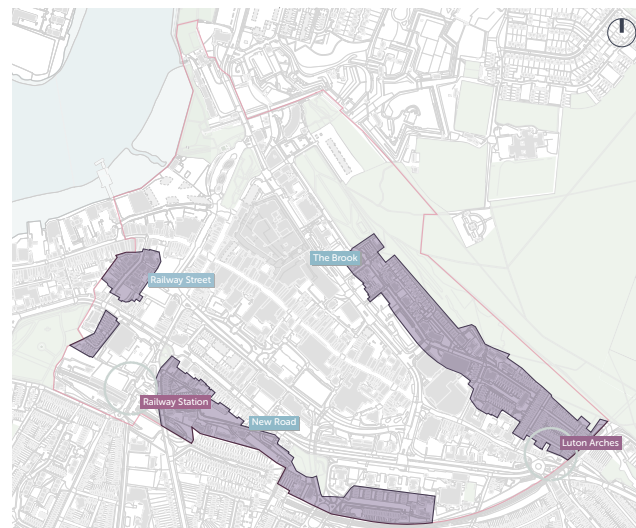 The Brook
Railway Street
Railway Station
New Road
Luton Arches